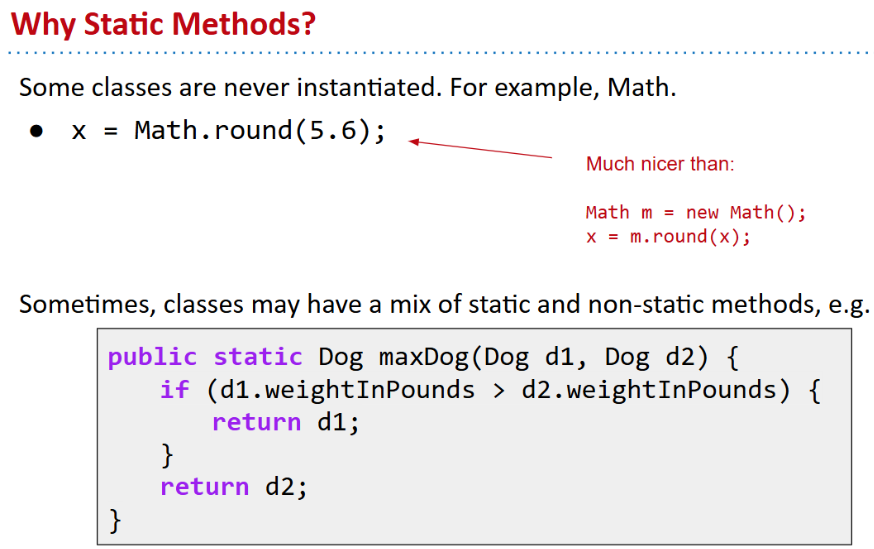 Why Static Methods?
Some classes are never instantiated. For example, Math.
● x = Math.round(5.6);
Much nicer than:
Math m = new Math();
x = m.round(x);
Sometimes, classes may have a mix of static and non-static methods, e.g.
public static Dog maxDog(Dog d1, Dog d2) {
    if (d1.weightInPounds > d2.weightInPounds) {
        return d1;
    }
    return d2;
}